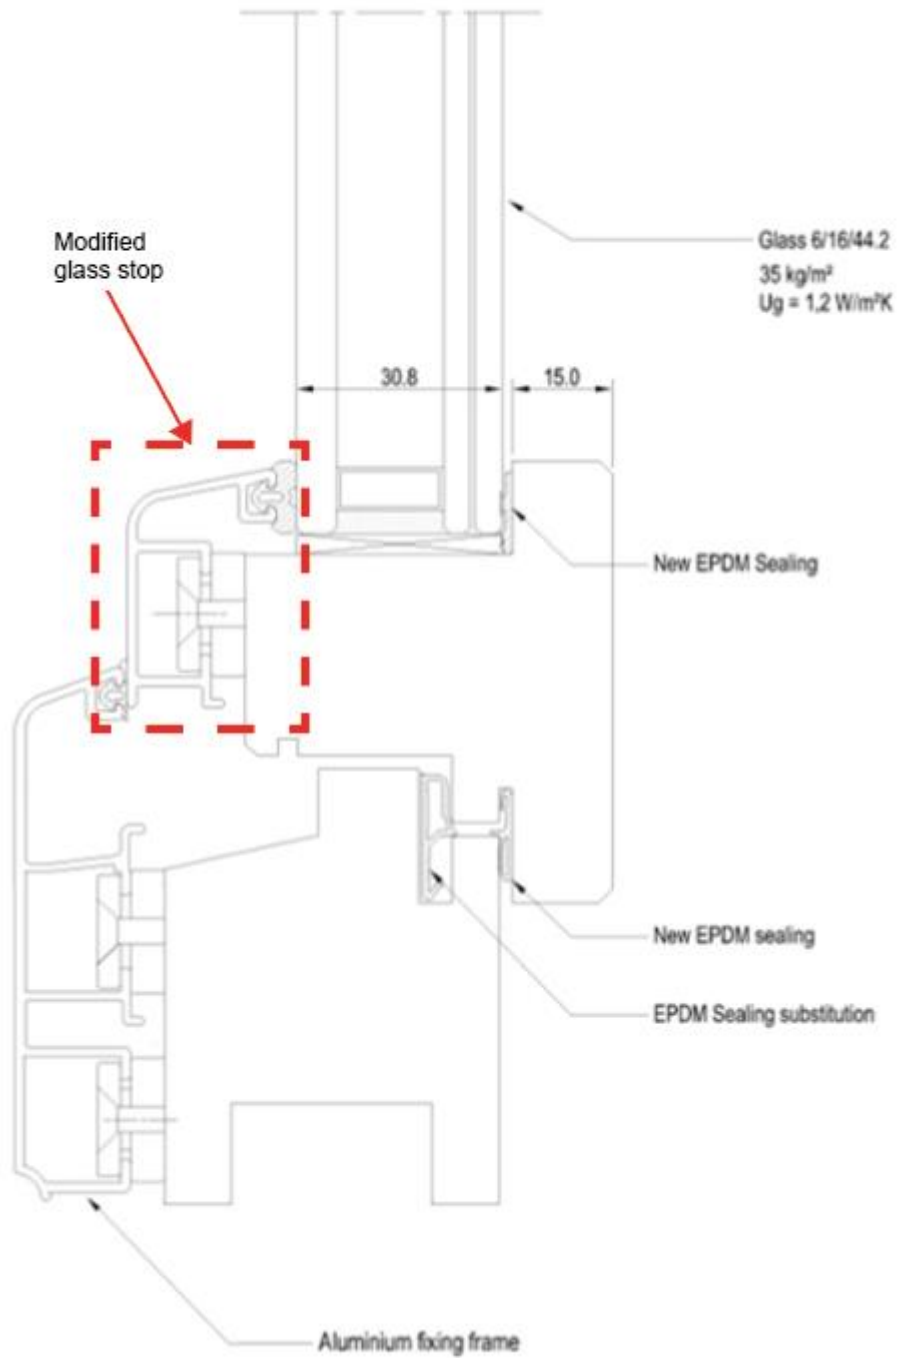 Modified
glass stop
Glass 6/16/44.2
35 kg/m²
Ug = 1,2 W/m²K
30.8
15.0
New EPDM Sealing
New EPDM sealing
EPDM Sealing substitution
Aluminium fixing frame